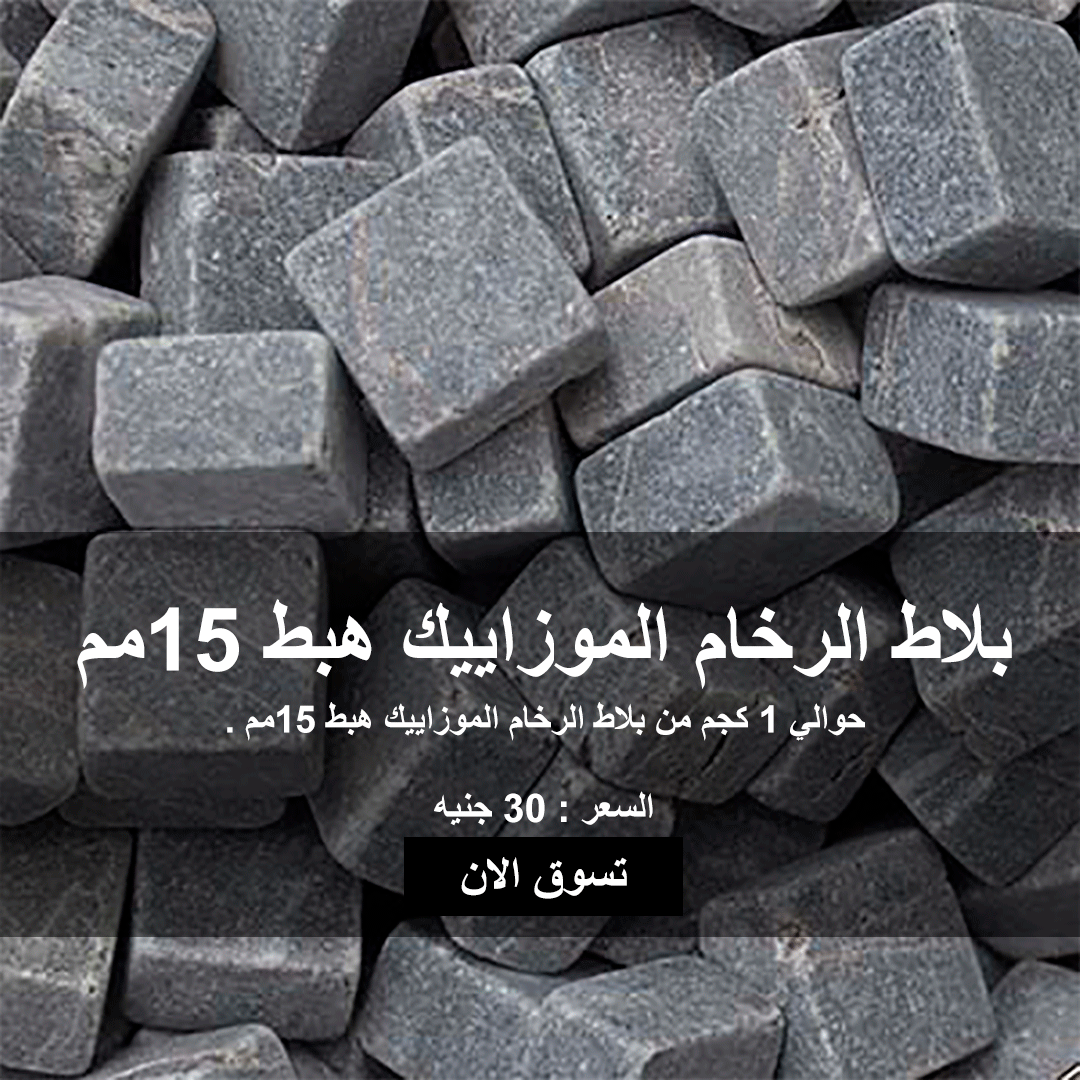 بلاط الرخام الموزاييك هبط 15مم
حوالي 1 كجم من بلاط الرخام الموزاييك هبط 15مم .
السعر : 30 جنيه
تسوق الان